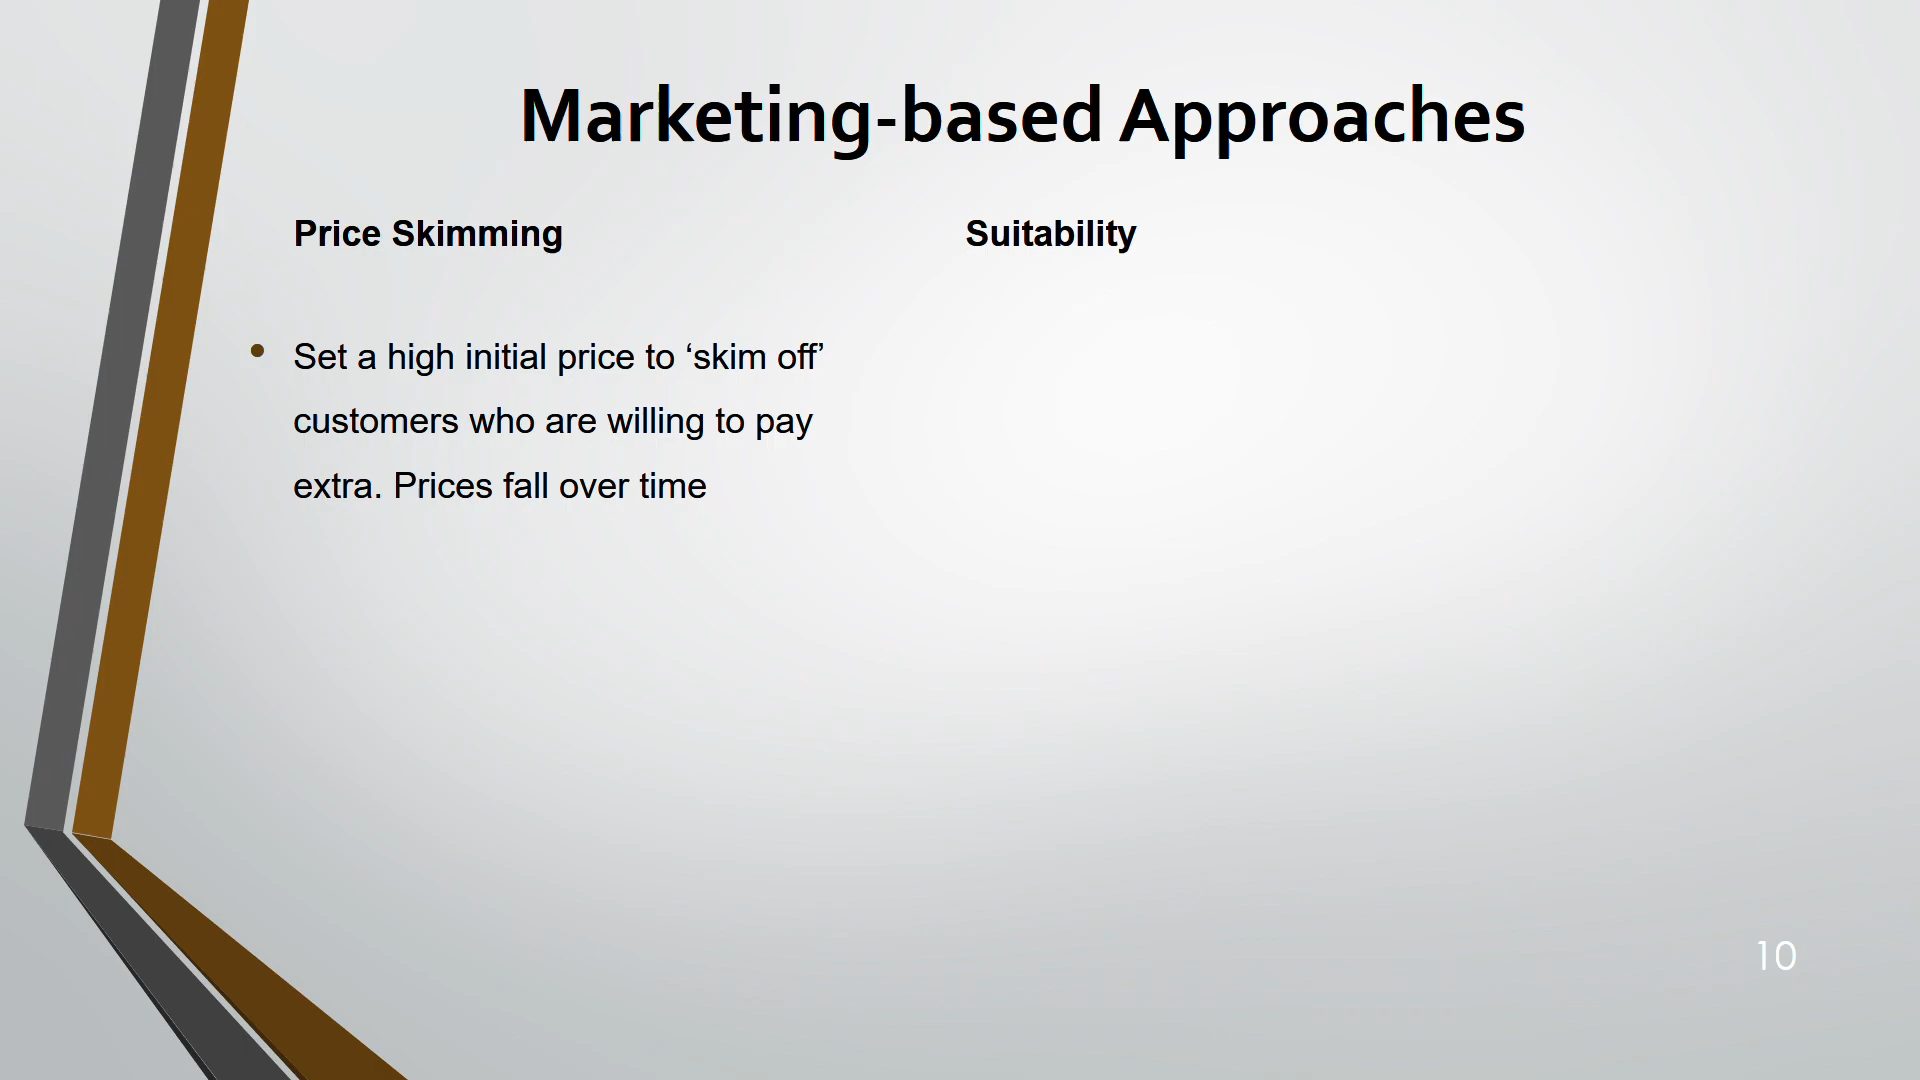 Marketing-based Approaches
Price Skimming
Suitability
Set a high initial price to ‘skim off’
customers who are willing to pay
extra. Prices fall over time
10